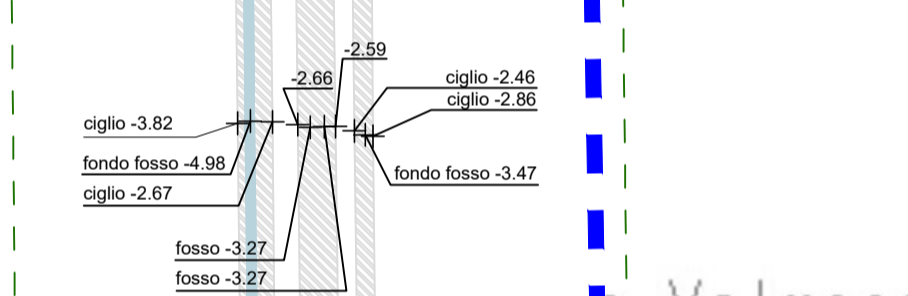 -2.59
-2.66
ciglio -2.46
ciglio -2.86
ciglio -3.82
fondo fosso -4.98
fondo fosso -3.47
ciglio -2.67
fosso -3.27
fosso -3.27